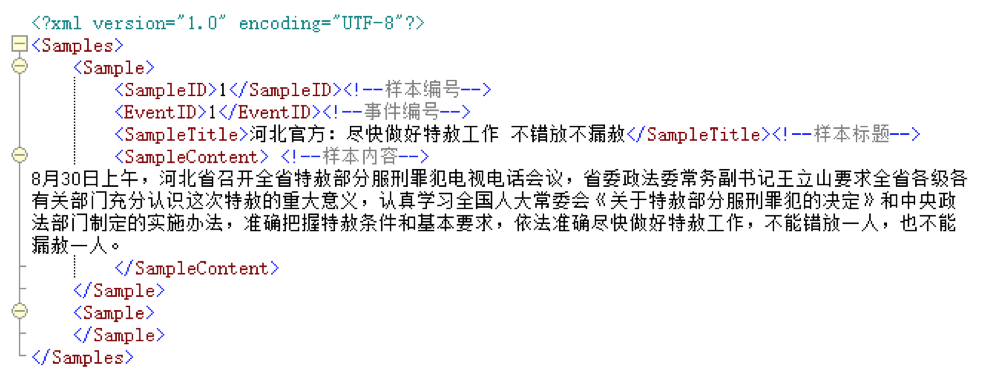 <?xml version="1.0" encoding="UTF-8"?>
<Samples>
<Sample>
<SampleID>1</SampleID><!--样本编号-->
<EventID>1</EventID><!--事件编号-->
<SampleTitle>河北官方：尽快做好特赦工作 不错放不漏赦</SampleTitle><!--样本标题-->
<SampleContent> <!--样本内容-->
8月30日上午，河北省召开全省特赦部分服刑罪犯电视电话会议，省委政法委常务副书记王立山要求全省各级各
有关部门充分认识这次特赦的重大意义，认真学习全国人大常委会《关于特赦部分服刑罪犯的决定》和中央政
法部门制定的实施办法，准确把握特赦条件和基本要求，依法准确尽快做好特赦工作，不能错放一人，也不能
漏赦一人。
</SampleContent>
</Sample>
<Sample>
</Sample>
</Samples>